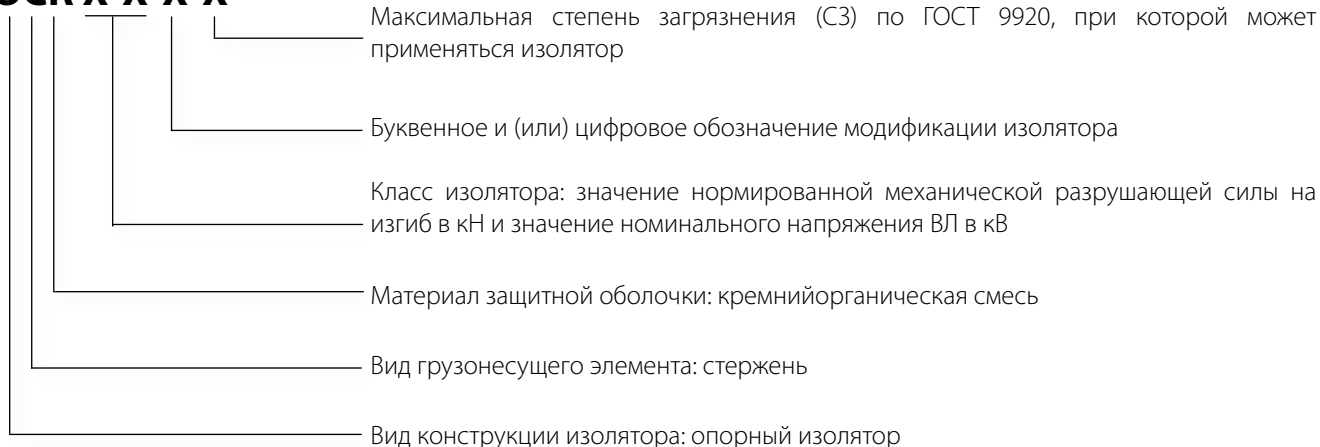 ОСК X-X-X-X
Максимальная степень загрязнения (СЗ) по ГОСТ 9920, при которой может
применяться изолятор
Буквенное и (или) цифровое обозначение модификации изолятора
Класс изолятора: значение нормированной механической разрушающей силы на
изгиб в кН и значение номинального напряжения ВЛ в кВ
Материал защитной оболочки: кремнийорганическая смесь
Вид грузонесущего элемента: стержень
Вид конструкции изолятора: опорный изолятор